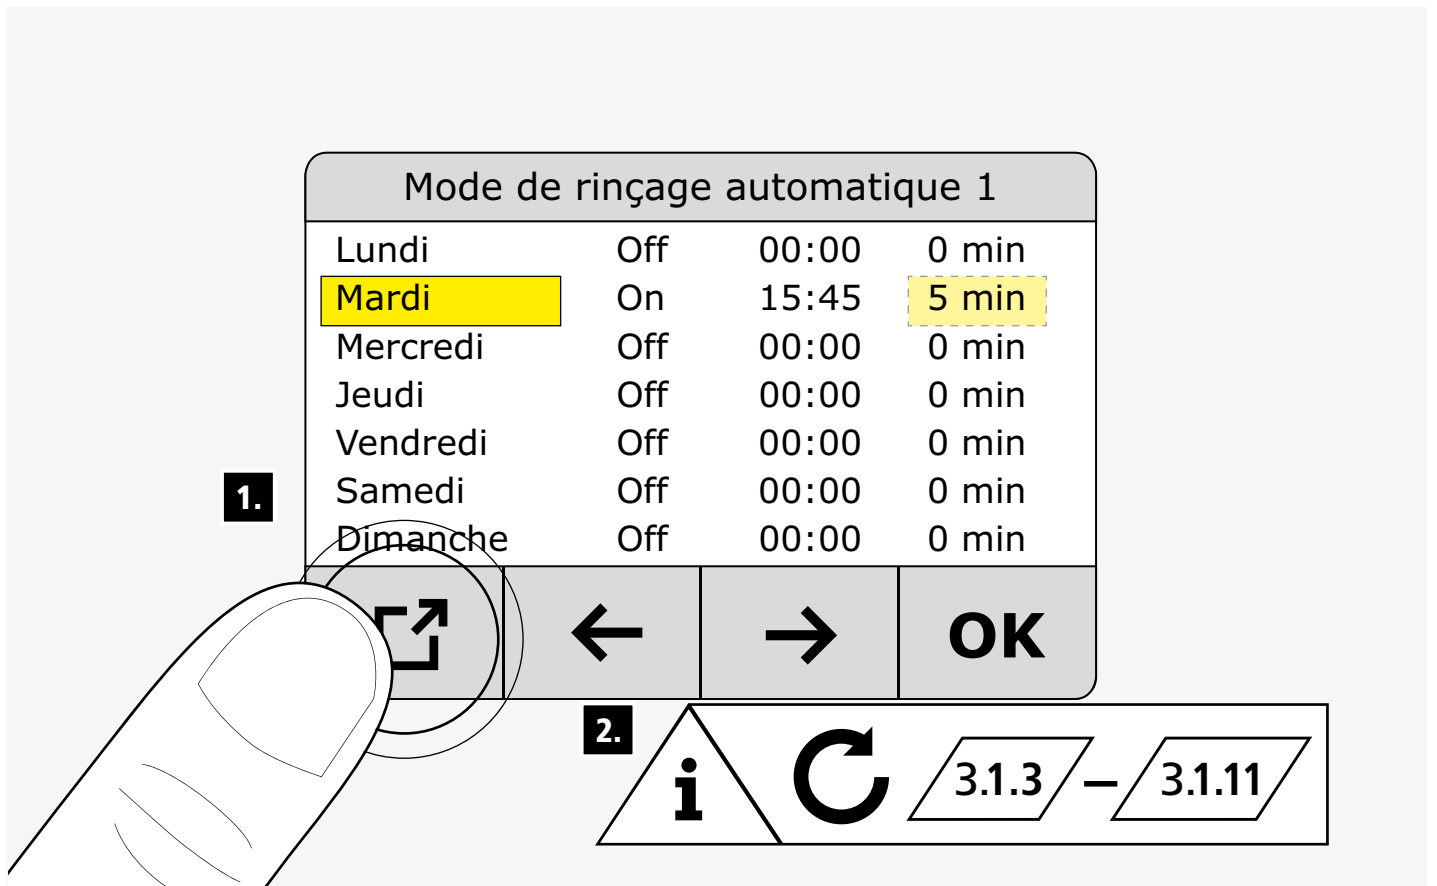 Mode de rinçage automatique 1
Lundi Off 00:00 0 min
Mardi On 15:45 5 min
Mercredi Off 00:00 0 min
Jeudi Off 00:00 0 min
Vendredi Off 00:00 0 min
Samedi Off 00:00 0 min
1.
Dimanche Off 00:00 0 min
OK
2.
i 3.1.3 – 3.1.11